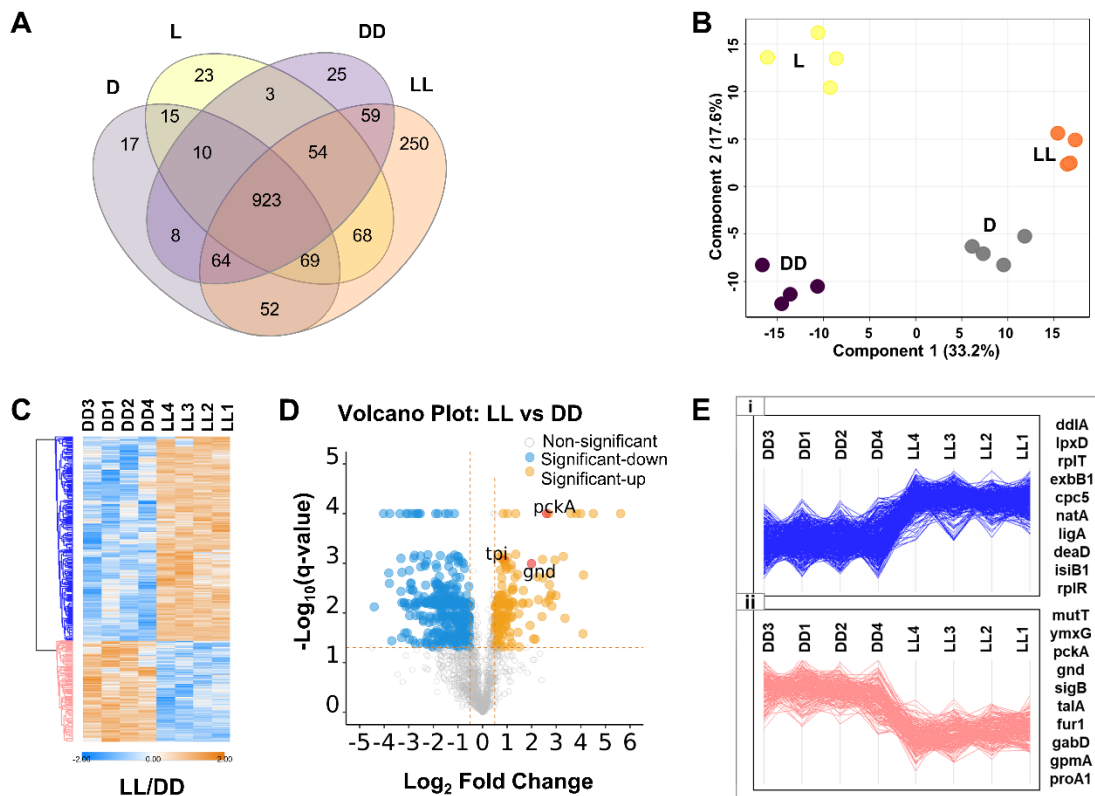 A
L
DD
D
LL
23
25
3
15
59
17
250
10
54
923
8
68
64
69
52
B
Component 2 (17.6%)
15
10
5
0
-5
-10
L
LL
D
DD
-15
-10
5
0
5
10
15
Component 1 (33.2%)
C
DD3
DD1
DD2
DD4
LL4
LL3
LL2
LL1
-2.00
0.00
2.00
LL/DD
D
Volcano Plot: LL vs DD
Non-significant
Significant-down
Significant-up
-Log10(q-value)
5
4
3
2
1
0
pckA
tpi
gnd
-5 -4 -3 -2 -1 0 1 2 3 4 5 6
Log2 Fold Change
E
i
DD3
DD1
DD2
DD4
LL4
LL3
LL2
LL1
ddlA
lpxD
rplT
exbB1
cpc5
natA
ligA
deaD
isiB1
rplR
ii
DD3
DD1
DD2
DD4
LL4
LL3
LL2
LL1
mutT
ymxG
pckA
gnd
sigB
talA
fur1
gabD
gpmA
proA1